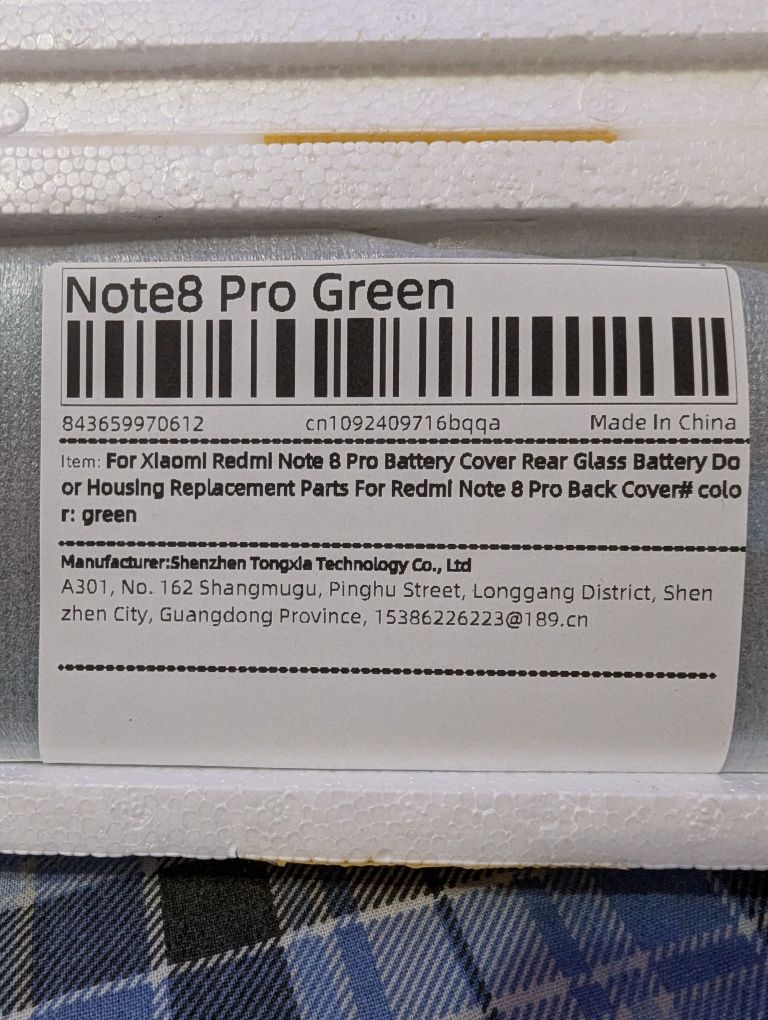 Note8 Pro Green
843659970612 cn1092409716bqqa Made In China
Item: For Xiaomi Redmi Note 8 Pro Battery Cover Rear Glass Battery Do
or Housing Replacement Parts For Redmi Note 8 Pro Back Cover# colo
r: green
Manufacturer:Shenzhen Tongxia Technology Co., Ltd
A301, No. 162 Shangmugu, Pinghu Street, Longgang District, Shen
zhen City, Guangdong Province, 15386226223@189.cn